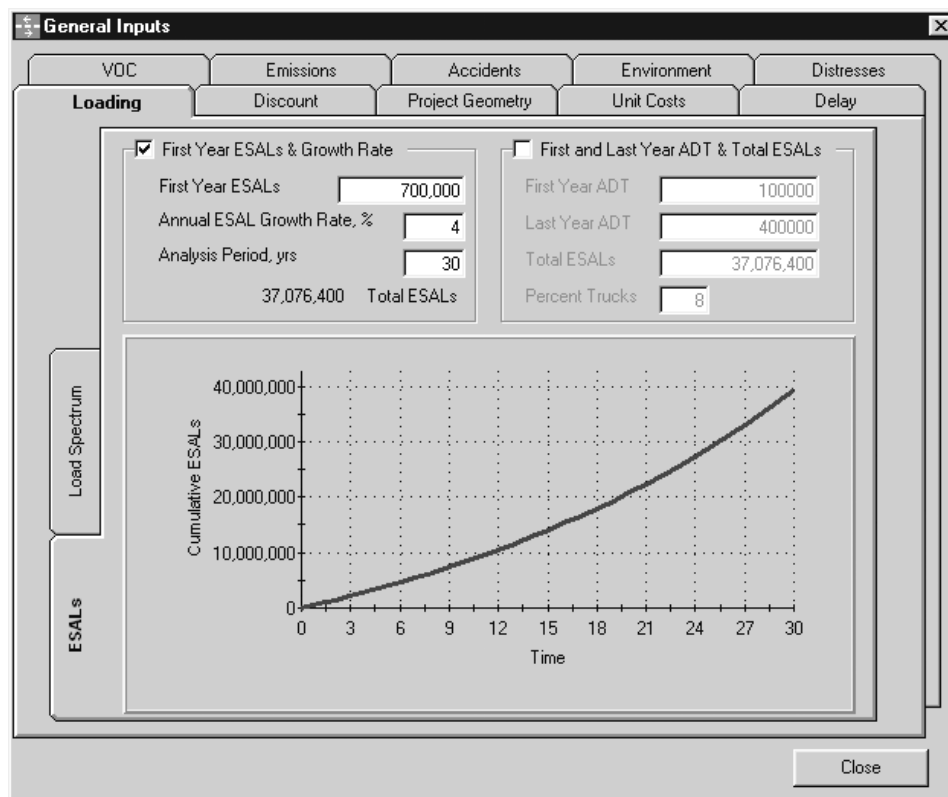 General Inputs
VOC Emissions Accidents Environment Distresses
Loading Discount Project Geometry Unit Costs Delay
First Year ESALs & Growth Rate
First Year ESALs 700,000
Annual ESAL Growth Rate, % 4
Analysis Period, yrs 30
37,076,400 Total ESALs
First and Last Year ADT & Total ESALs
First Year ADT 100000
Last Year ADT 400000
Total ESALs 37,076,400
Percent Trucks 8
Load Spectrum
ESALs
Cumulative ESALs
40,000,000
30,000,000
20,000,000
10,000,000
0
0 3 6 9 12 15 18 21 24 27 30
Time
Close